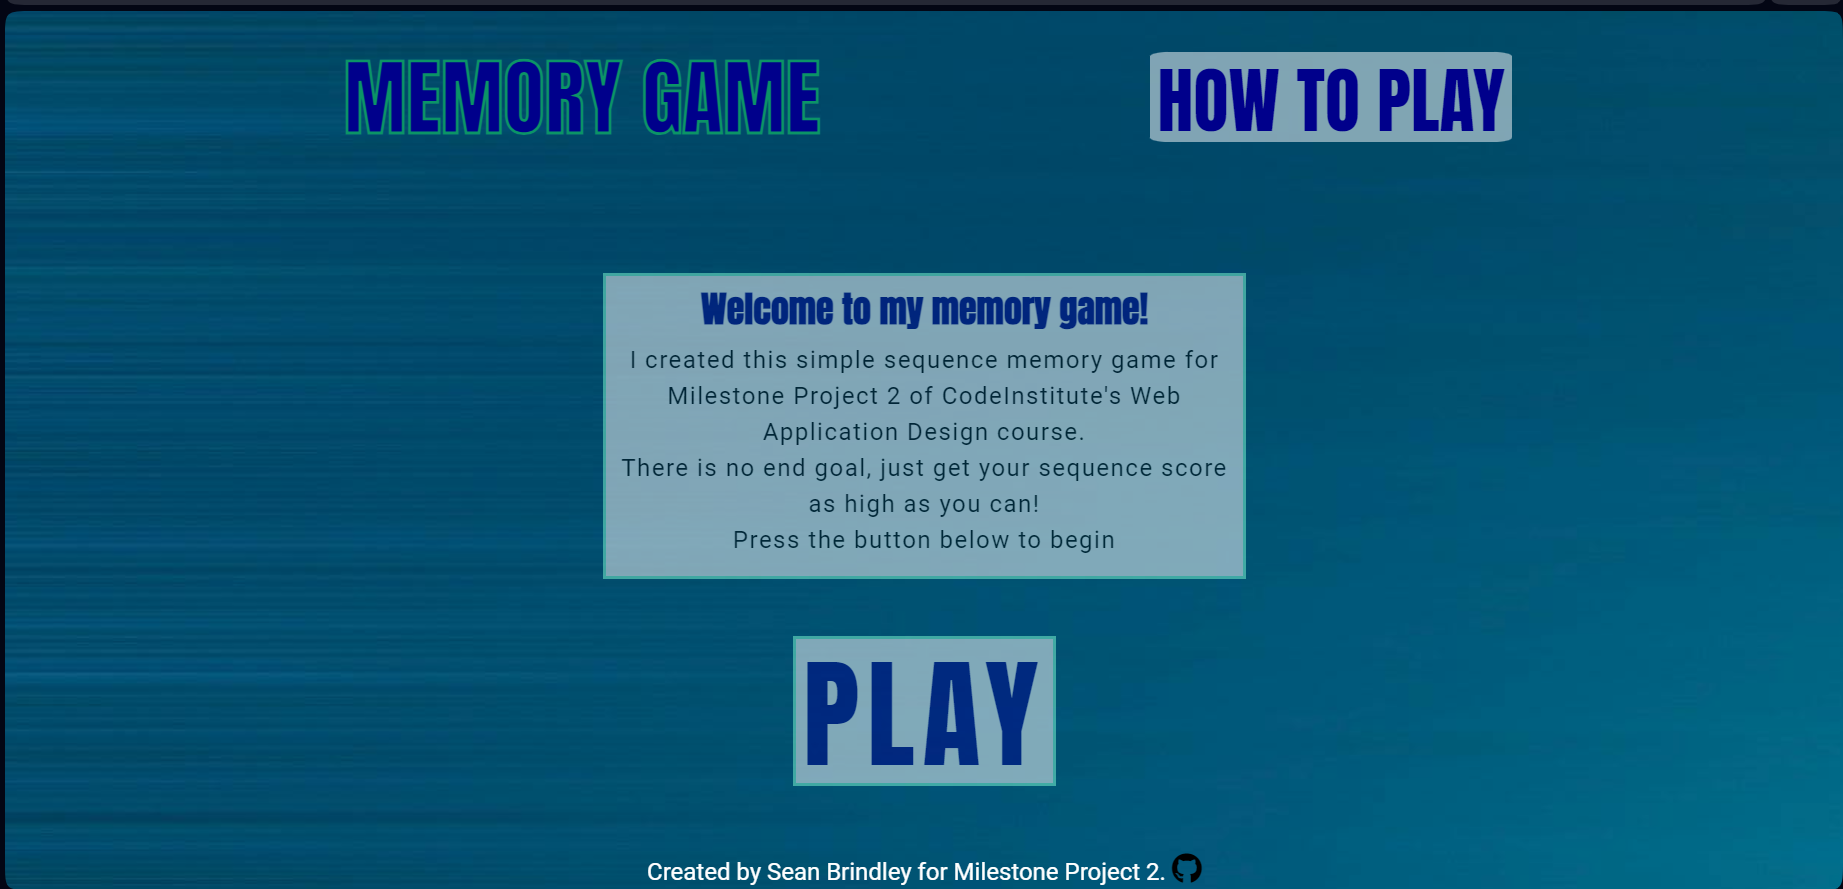 MEMORY GAME
HOW TO PLAY
Welcome to my memory game!
I created this simple sequence memory game for
Milestone Project 2 of CodeInstitute's Web
Application Design course.
There is no end goal, just get your sequence score
as high as you can!
Press the button below to begin
PLAY
Created by Sean Brindley for Milestone Project 2.